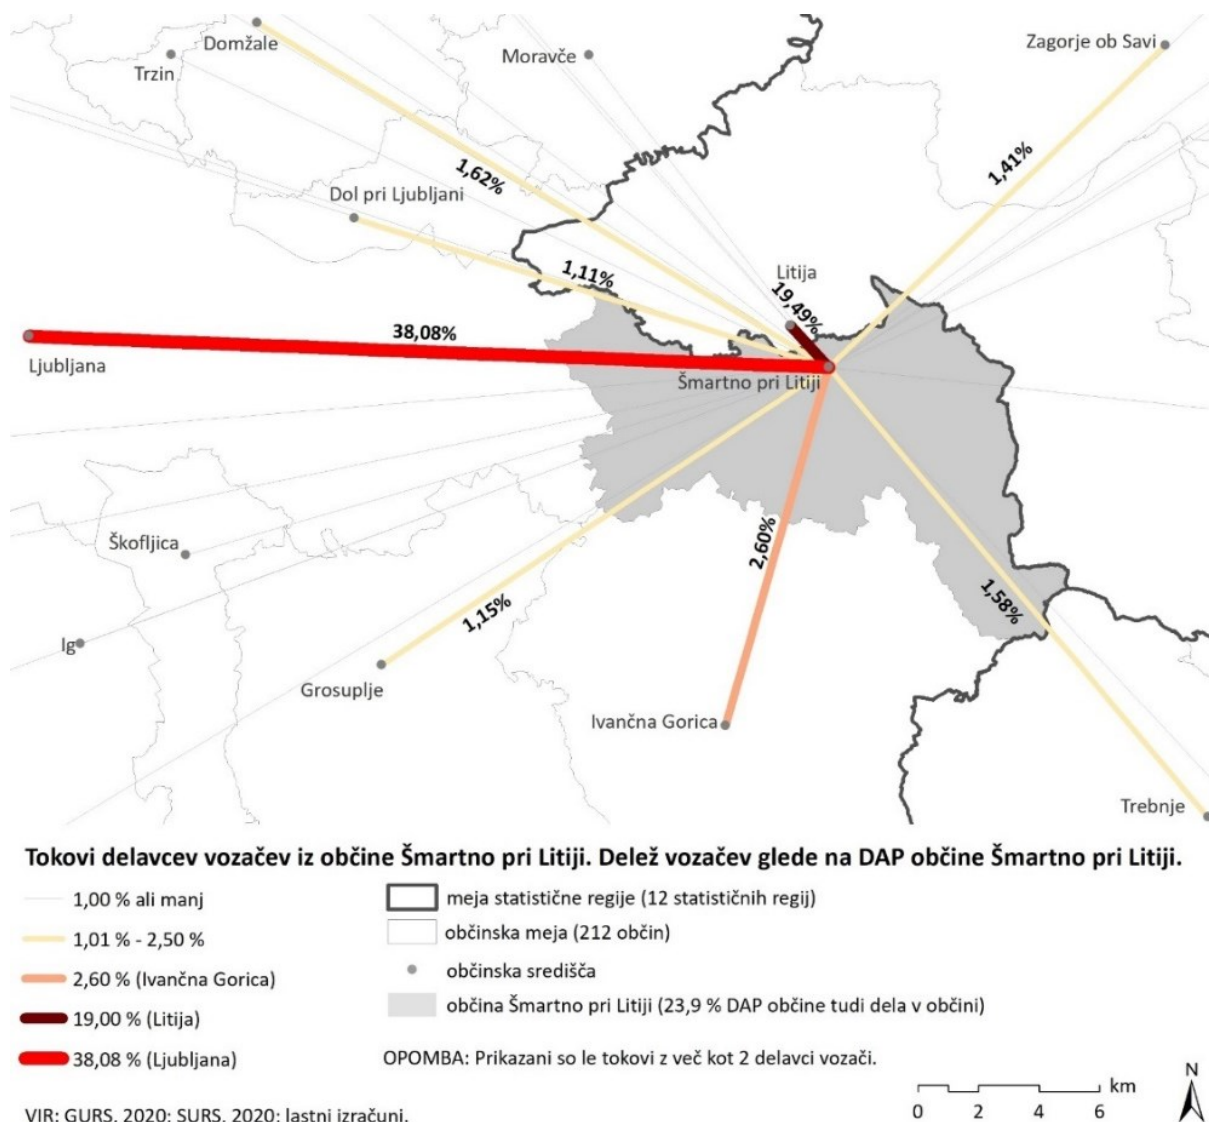 Domžale
Trzin
Moravče
Zagorje ob Savi
1,62%
1,41%
Dol pri Ljubljani
1,11%
Litija
19,49%
38,08%
Ljubljana
Šmartno pri Litiji
Škofljica
2,60%
1,58%
1,15%
Ig
Grosuplje
Ivančna Gorica
Trebnje
Tokovi delavcev vozačev iz občine Šmartno pri Litiji. Delež vozačev glede na DAP občine Šmartno pri Litiji.
1,00 % ali manj
1,01 % - 2,50 %
2,60 % (Ivančna Gorica)
19,00 % (Litija)
38,08 % (Ljubljana)
meja statistične regije (12 statističnih regij)
občinska meja (212 občin)
občinska središča
občina Šmartno pri Litiji (23,9 % DAP občine tudi dela v občini)
OPOMBA: Prikazani so le tokovi z več kot 2 delavci vozači.
N
km
0 2 4 6
VIR: GURS, 2020; SURS, 2020; lastni izračuni.